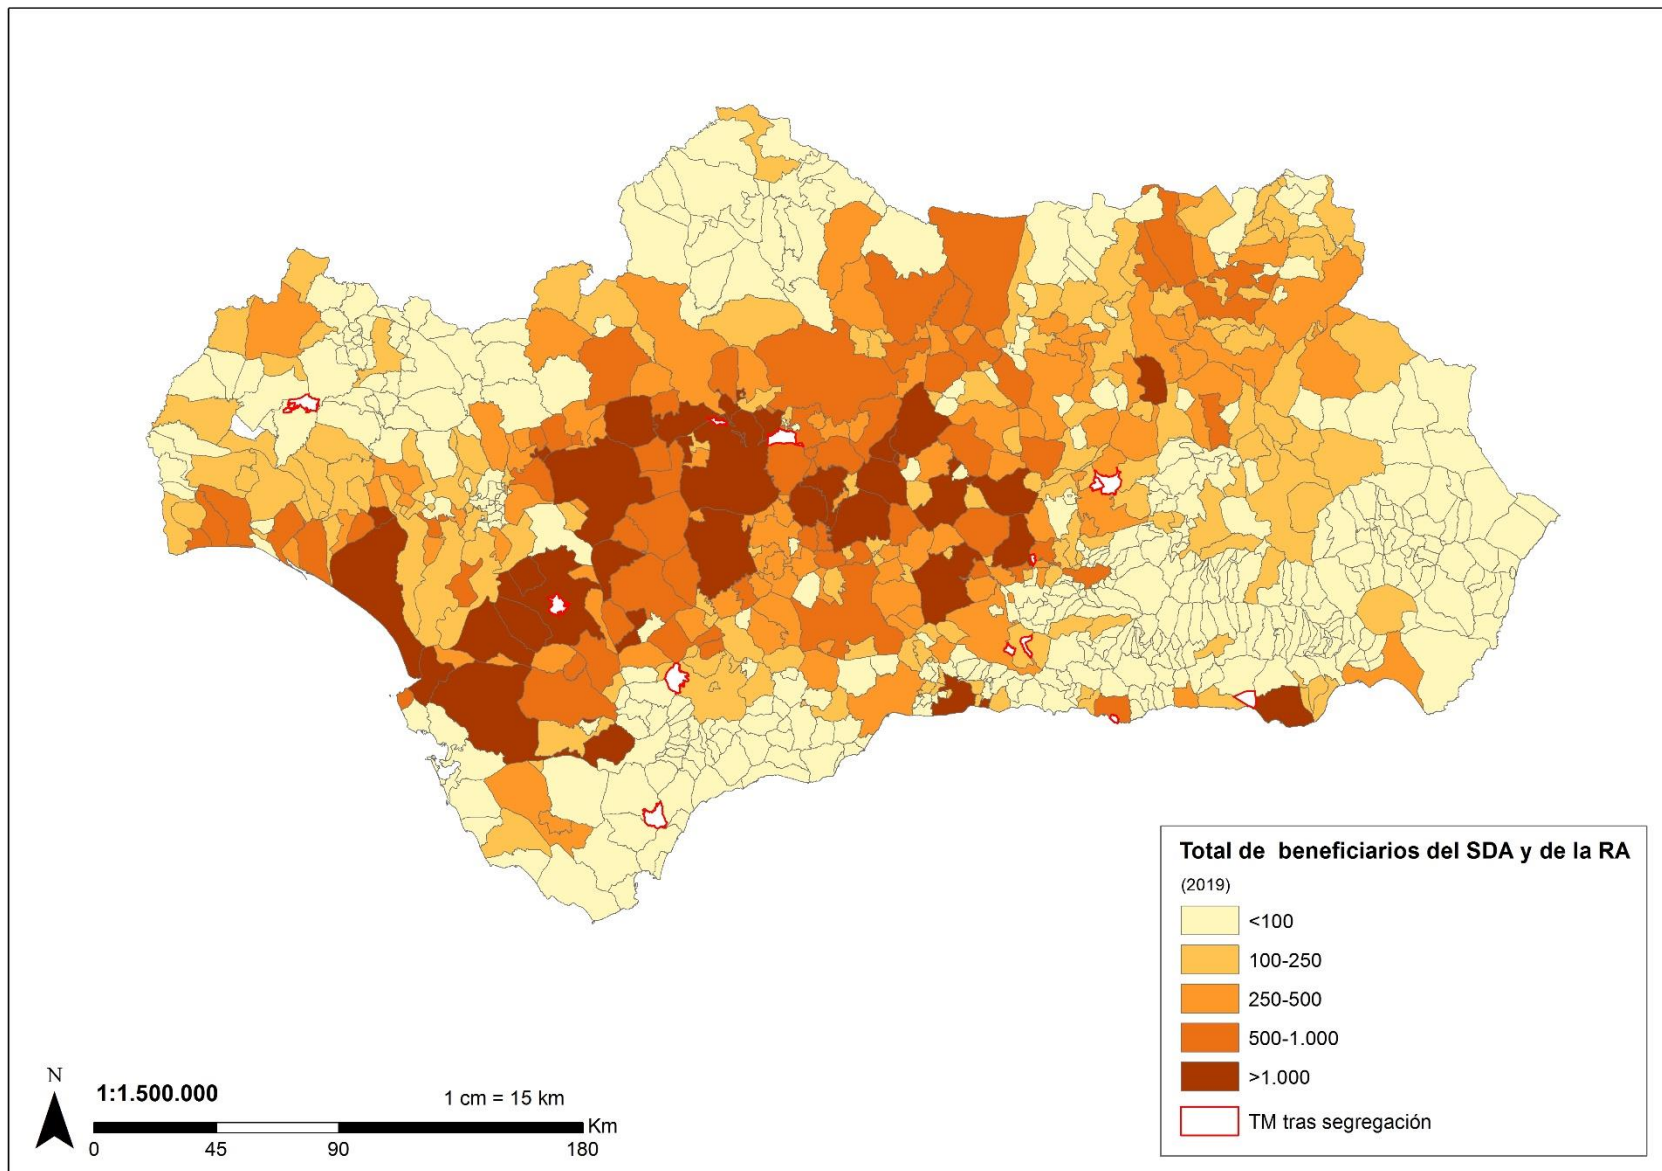 Total de beneficiarios del SDA y de la RA
(2019)
<100
100-250
250-500
500-1.000
>1.000
TM tras segregación
N
1:1.500.000
1 cm = 15 km
Km
0 45 90 180